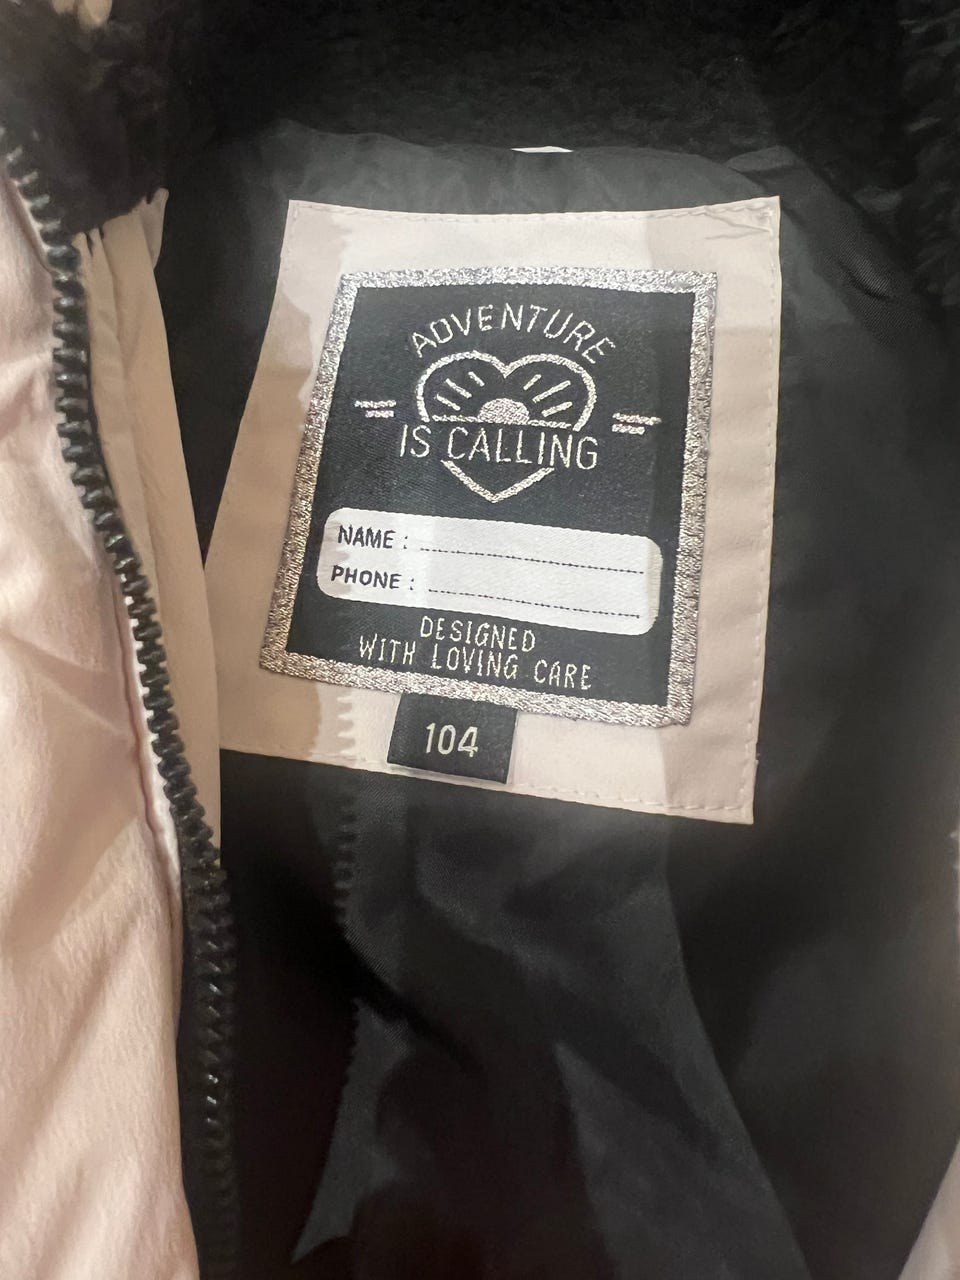 ADVENTURE
IS CALLING
NAME :
PHONE :
DESIGNED
WITH LOVING CARE
104